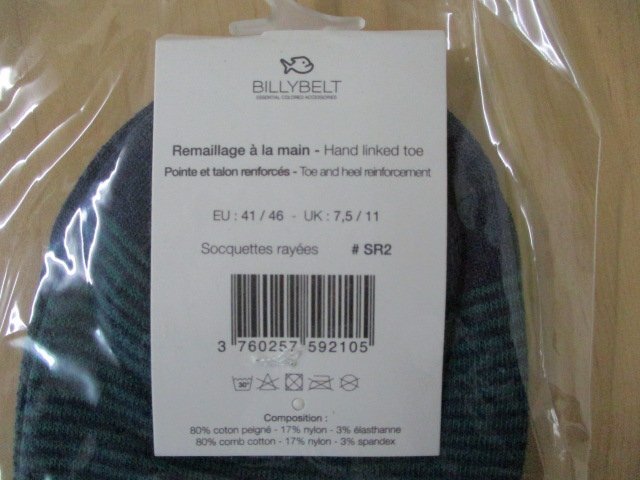 BILLYBELT
ESSENTIAL COLORED ACCESSORIES
Remaillage à la main - Hand linked toe
Pointe et talon renforcés - Toe and heel reinforcement
EU : 41 / 46 - UK : 7,5 / 11
Socquettes rayées # SR2
3 760257 592105
30°
Composition :
80% coton peigné - 17% nylon - 3% élasthanne
80% comb cotton - 17% nylon - 3% spandex